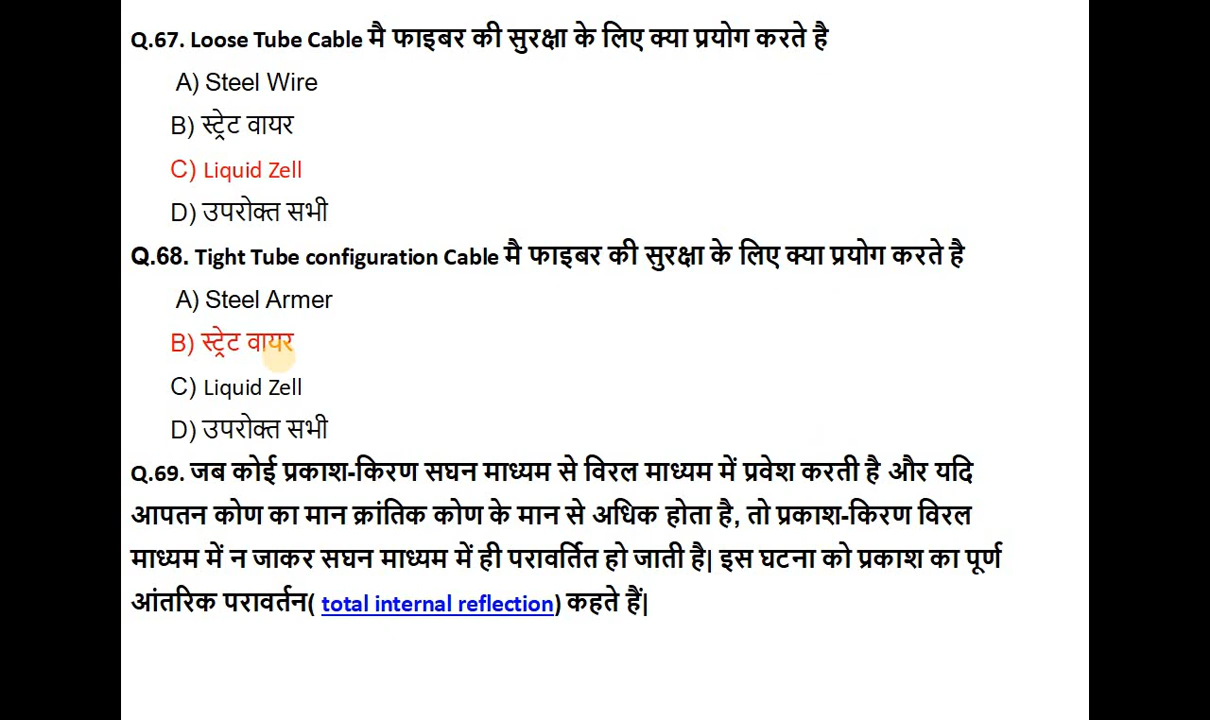 Q.67. Loose Tube Cable मै फाइबर की सुरक्षा के लिए क्या प्रयोग करते है
A) Steel Wire
B) स्ट्रेट वायर
C) Liquid Zell
D) उपरोक्त सभी
Q.68. Tight Tube configuration Cable मै फाइबर की सुरक्षा के लिए क्या प्रयोग करते है
A) Steel Armer
B) स्ट्रेट वायर
C) Liquid Zell
D) उपरोक्त सभी
Q.69. जब कोई प्रकाश-किरण सघन माध्यम से विरल माध्यम में प्रवेश करती है और यदि
आपतन कोण का मान क्रांतिक कोण के मान से अधिक होता है, तो प्रकाश-किरण विरल
माध्यम में न जाकर सघन माध्यम में ही परावर्तित हो जाती है| इस घटना को प्रकाश का पूर्ण
आंतरिक परावर्तन( total internal reflection) कहते हैं|